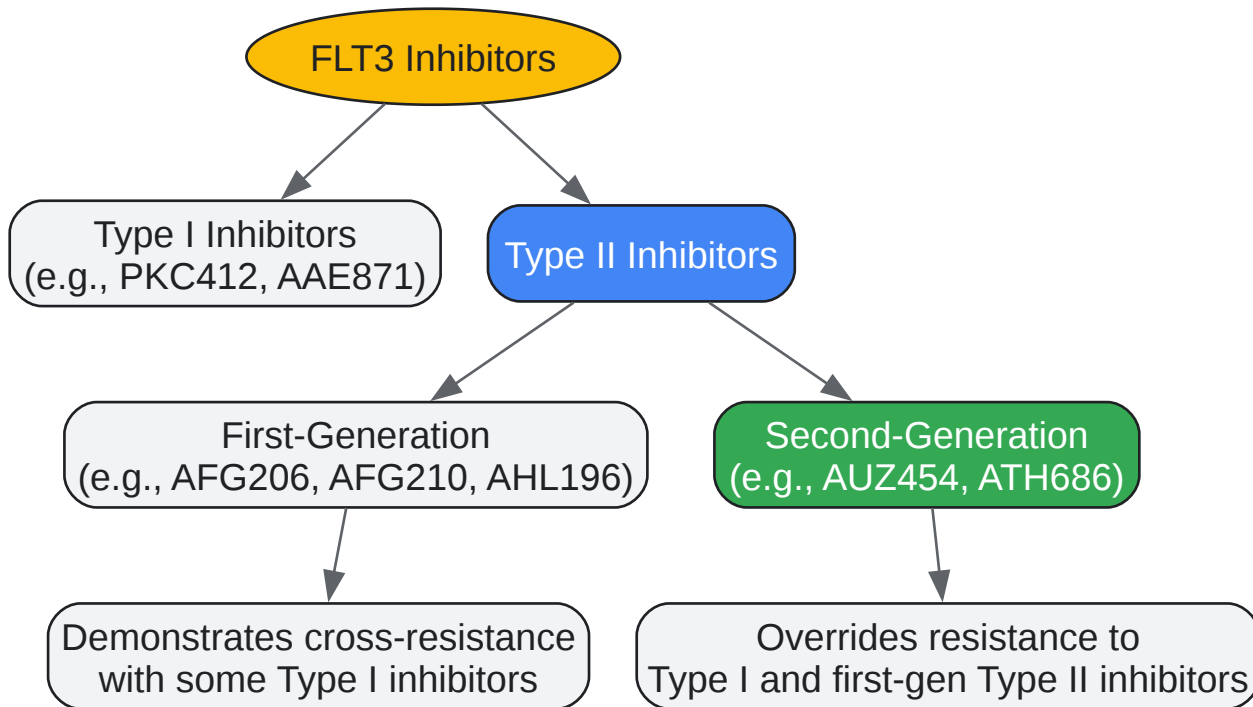 FLT3 Inhibitors
Type I Inhibitors
(e.g., PKC412, AAE871)
Type II Inhibitors
First-Generation
(e.g., AFG206, AFG210, AHL196)
Second-Generation
(e.g., AUZ454, ATH686)
Demonstrates cross-resistance
with some Type I inhibitors
Overrides resistance to
Type I and first-gen Type II inhibitors